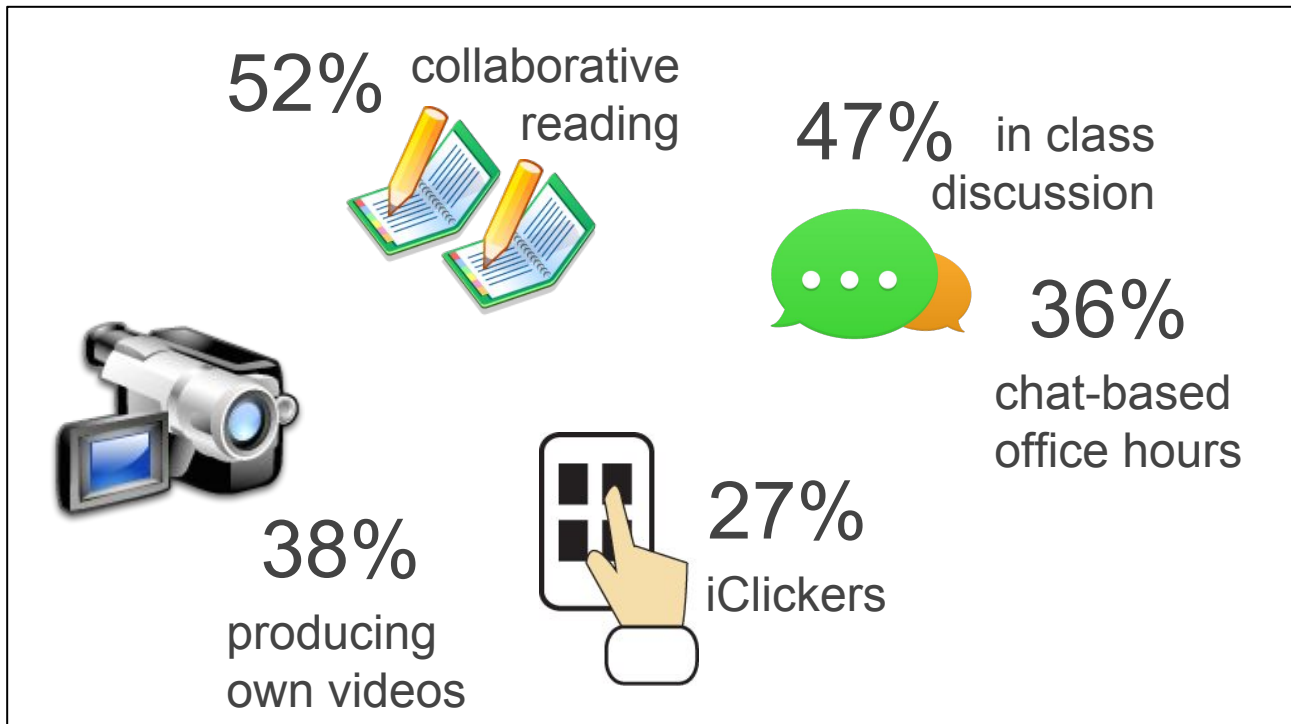 52% collaborative
reading
47% in class
discussion
36%
chat-based
office hours
38%
producing
own videos
27%
iClickers